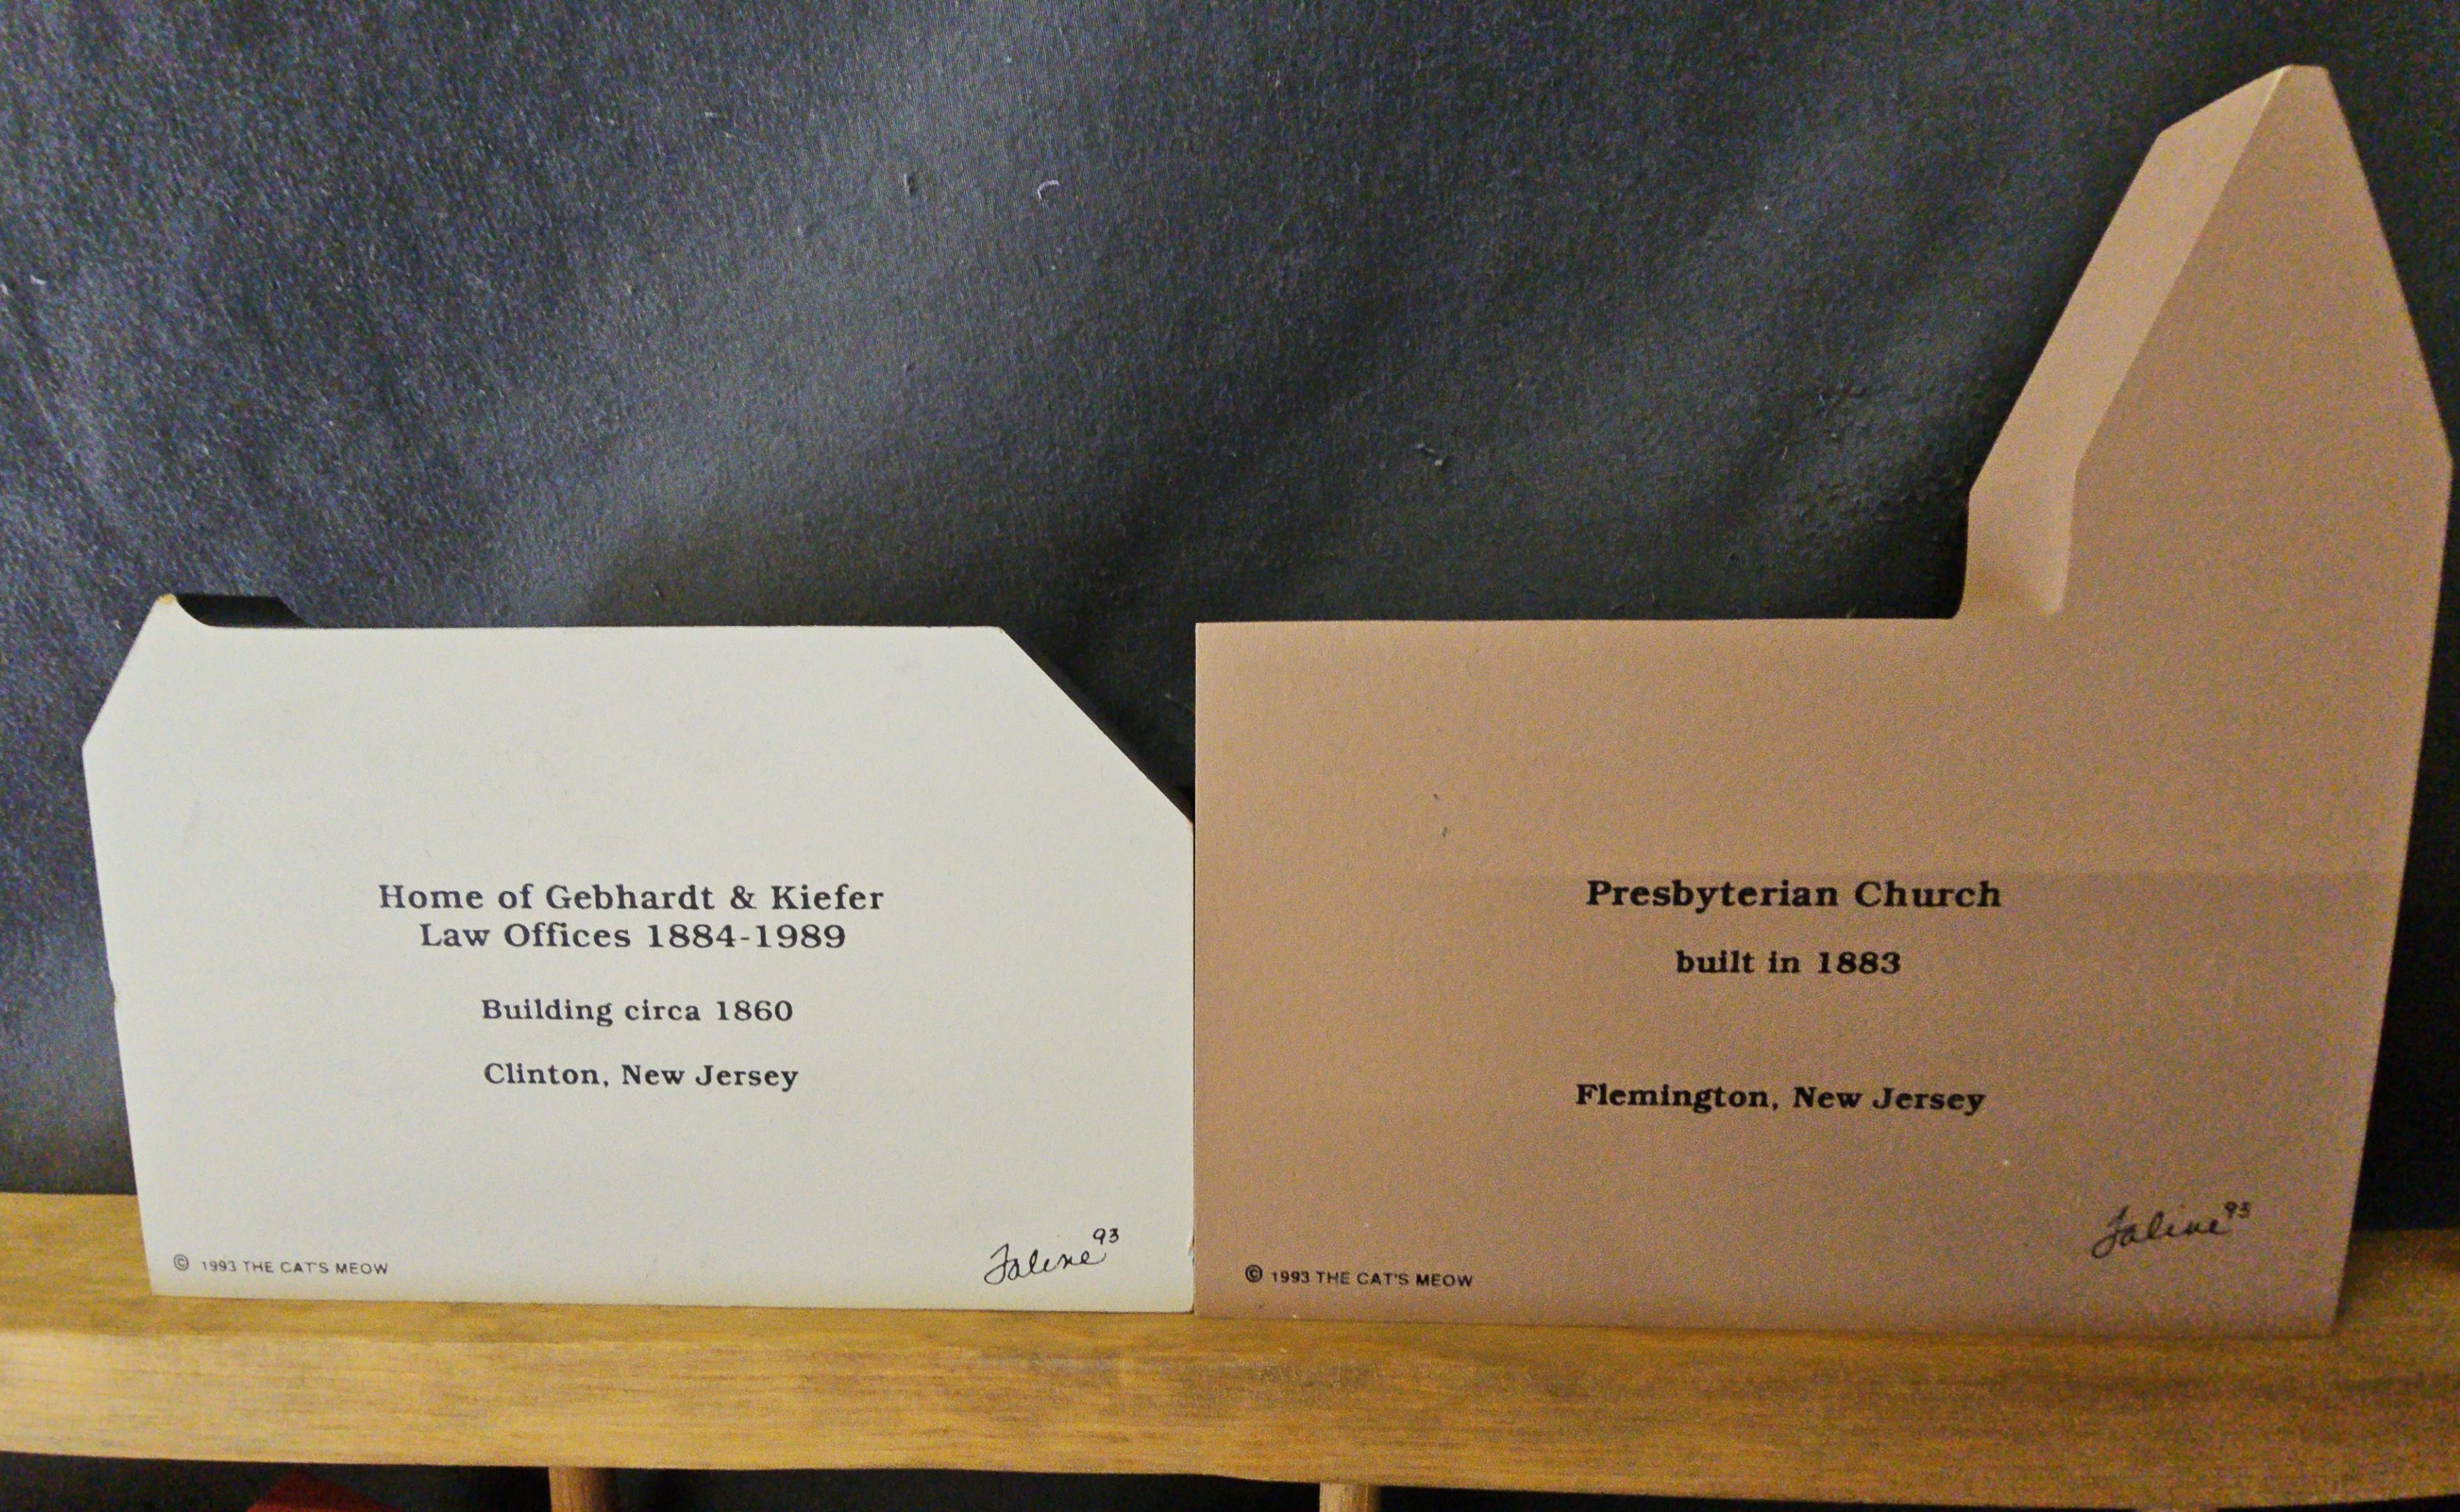 Home of Gebhardt & Kiefer
Law Offices 1884-1989
Building circa 1860
Clinton, New Jersey
© 1993 THE CAT'S MEOW
Faline 93
Presbyterian Church
built in 1883
Flemington, New Jersey
© 1993 THE CAT'S MEOW
Faline 93